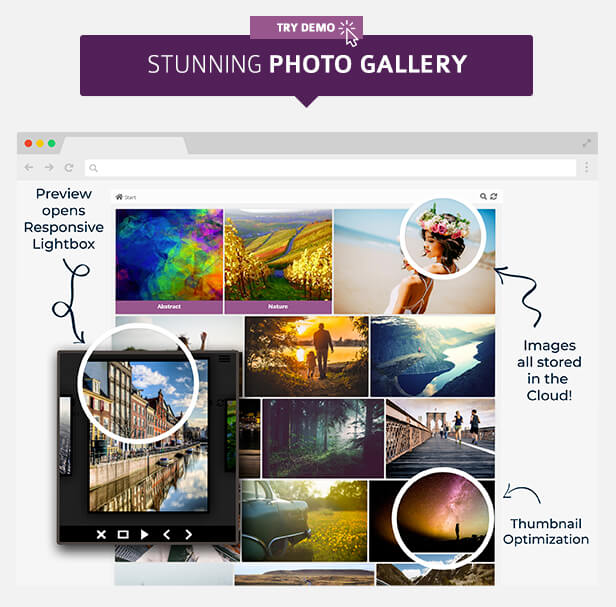 TRY DEMO
STUNNING PHOTO GALLERY
Preview
opens
Responsive
Lightbox
Start
Abstract
Nature
Images
all stored
in the
Cloud!
Thumbnail
Optimization